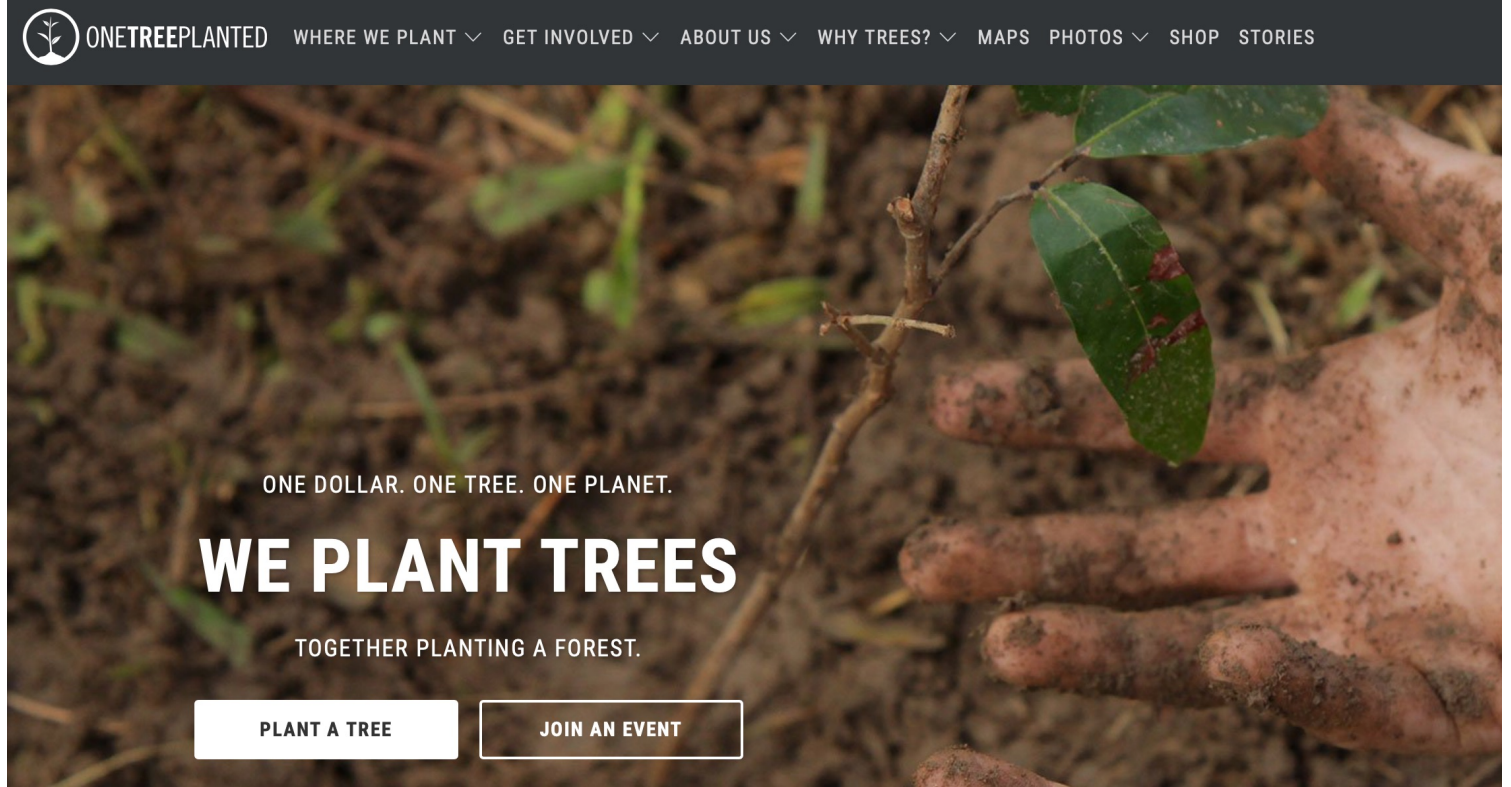 ONETREEPLANTED WHERE WE PLANT GET INVOLVED ABOUT US WHY TREES? MAPS PHOTOS SHOP STORIES
ONE DOLLAR. ONE TREE. ONE PLANET.
WE PLANT TREES
TOGETHER PLANTING A FOREST.
PLANT A TREE JOIN AN EVENT